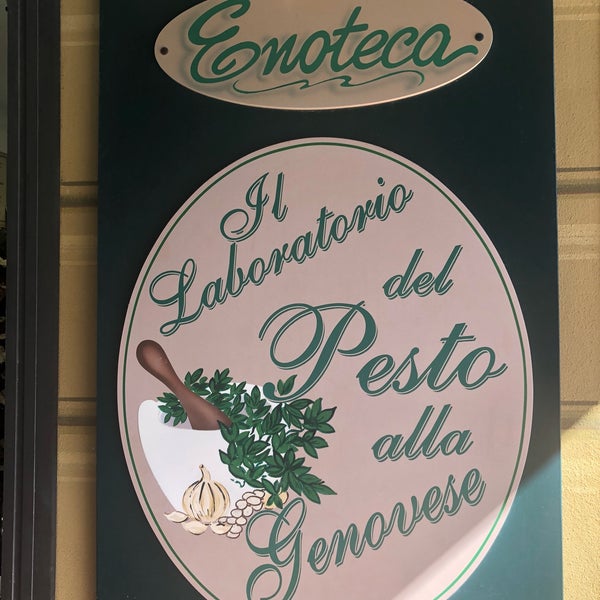 Enoteca
Il
Laboratorio
del
Pesto
alla
Genovese